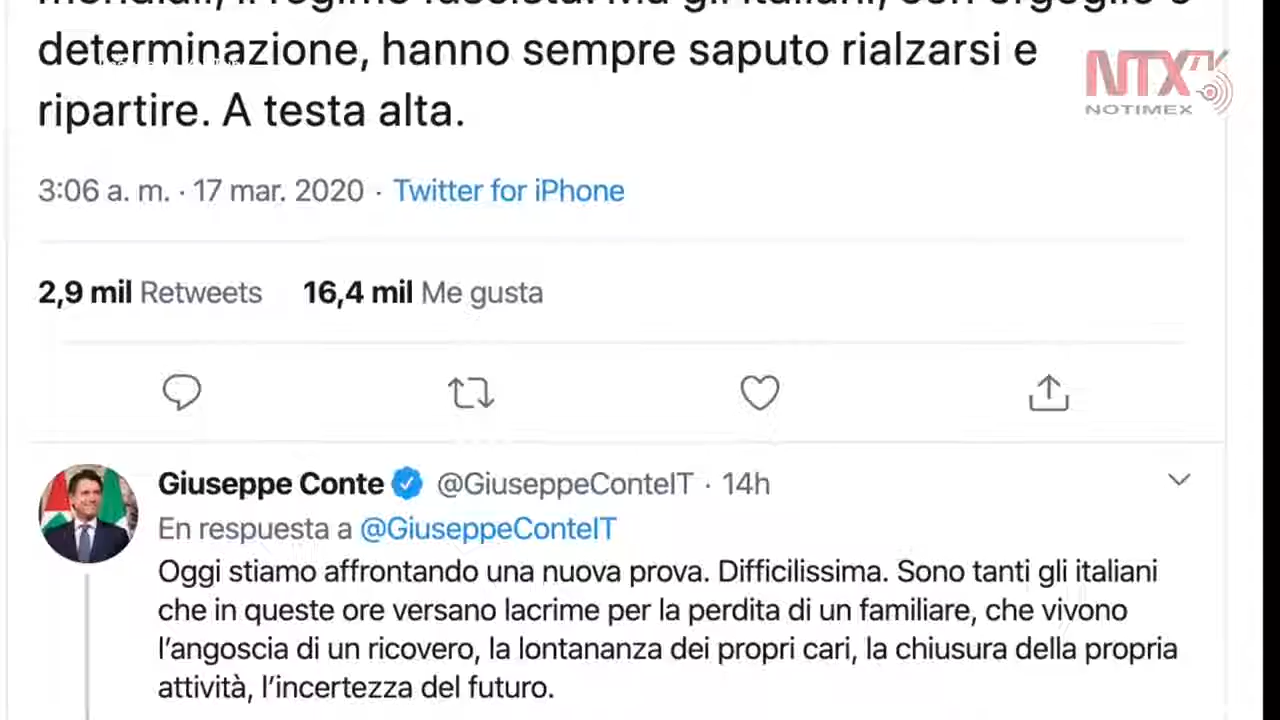 determinazione, hanno sempre saputo rialzarsi e
ripartire. A testa alta.
NTX
NOTIMEX
3:06 a. m. · 17 mar. 2020 · Twitter for iPhone
2,9 mil Retweets 16,4 mil Me gusta
Giuseppe Conte @GiuseppeConteIT · 14h
En respuesta a @GiuseppeConteIT
Oggi stiamo affrontando una nuova prova. Difficilissima. Sono tanti gli italiani
che in queste ore versano lacrime per la perdita di un familiare, che vivono
l'angoscia di un ricovero, la lontananza dei propri cari, la chiusura della propria
attività, l'incertezza del futuro.